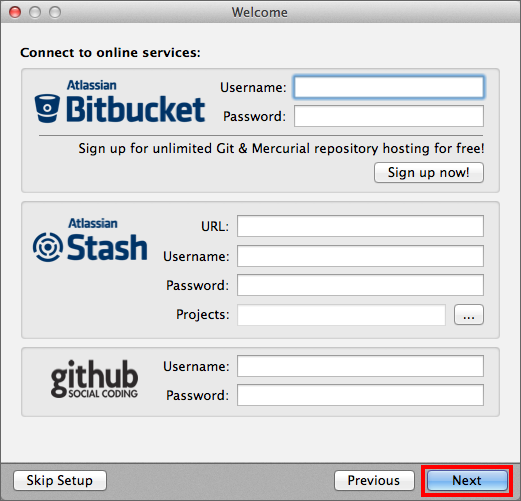 Welcome
Connect to online services:
Atlassian
Bitbucket
Username:
Password:
Sign up for unlimited Git & Mercurial repository hosting for free!
Sign up now!
Atlassian
Stash
URL:
Username:
Password:
Projects:
...
github
SOCIAL CODING
Username:
Password:
Skip Setup
Previous
Next